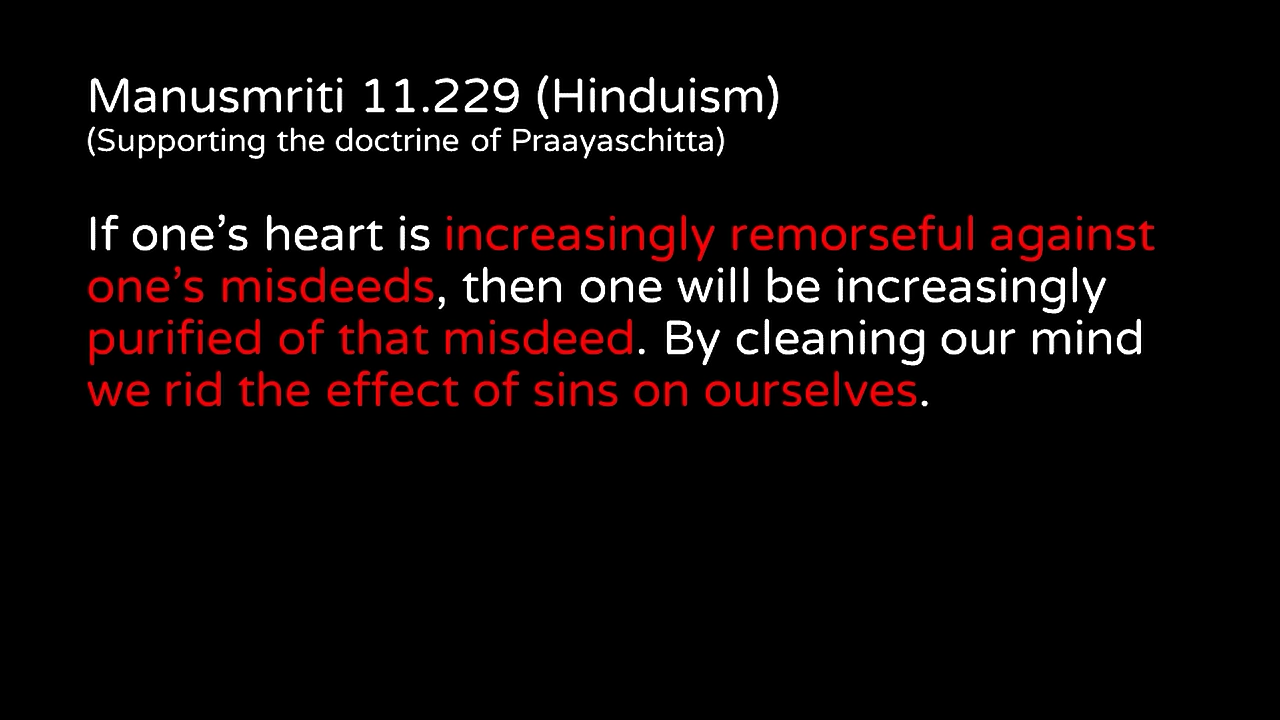 Manusmriti 11.229 (Hinduism)
(Supporting the doctrine of Praayaschitta)
If one’s heart is increasingly remorseful against
one’s misdeeds, then one will be increasingly
purified of that misdeed. By cleaning our mind
we rid the effect of sins on ourselves.